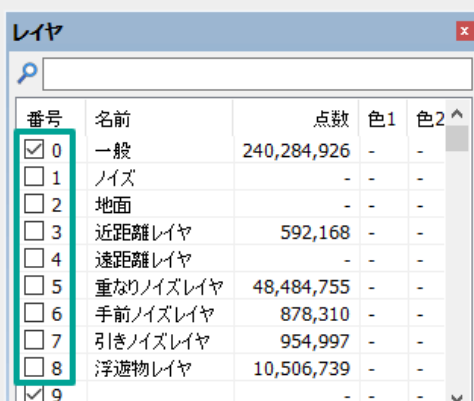 レイヤ
番号 名前 点数 色1 色2
0 一般 240,284,926 - -
1 ノイズ - - -
2 地面 - - -
3 近距離レイヤ 592,168 - -
4 遠距離レイヤ - - -
5 重なりノイズレイヤ 48,484,755 - -
6 手前ノイズレイヤ 878,310 - -
7 引きノイズレイヤ 954,997 - -
8 浮遊物レイヤ 10,506,739 - -
9 - - -